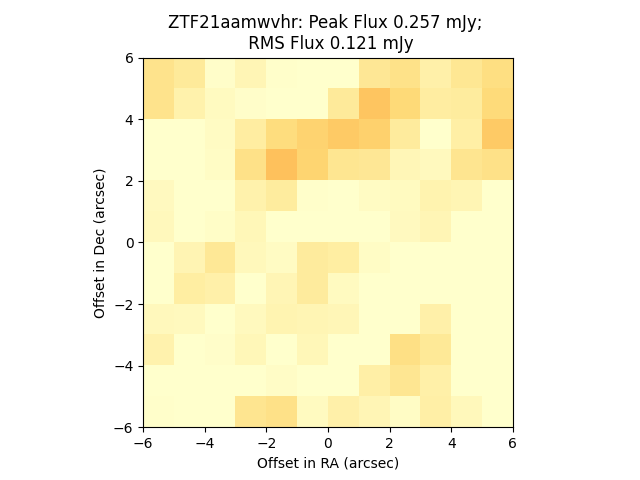 ZTF21aamwvhr: Peak Flux 0.257 mJy;
RMS Flux 0.121 mJy
6
4
2
0
−2
−4
−6
Offset in Dec (arcsec)
−6 −4 −2 0 2 4 6
Offset in RA (arcsec)